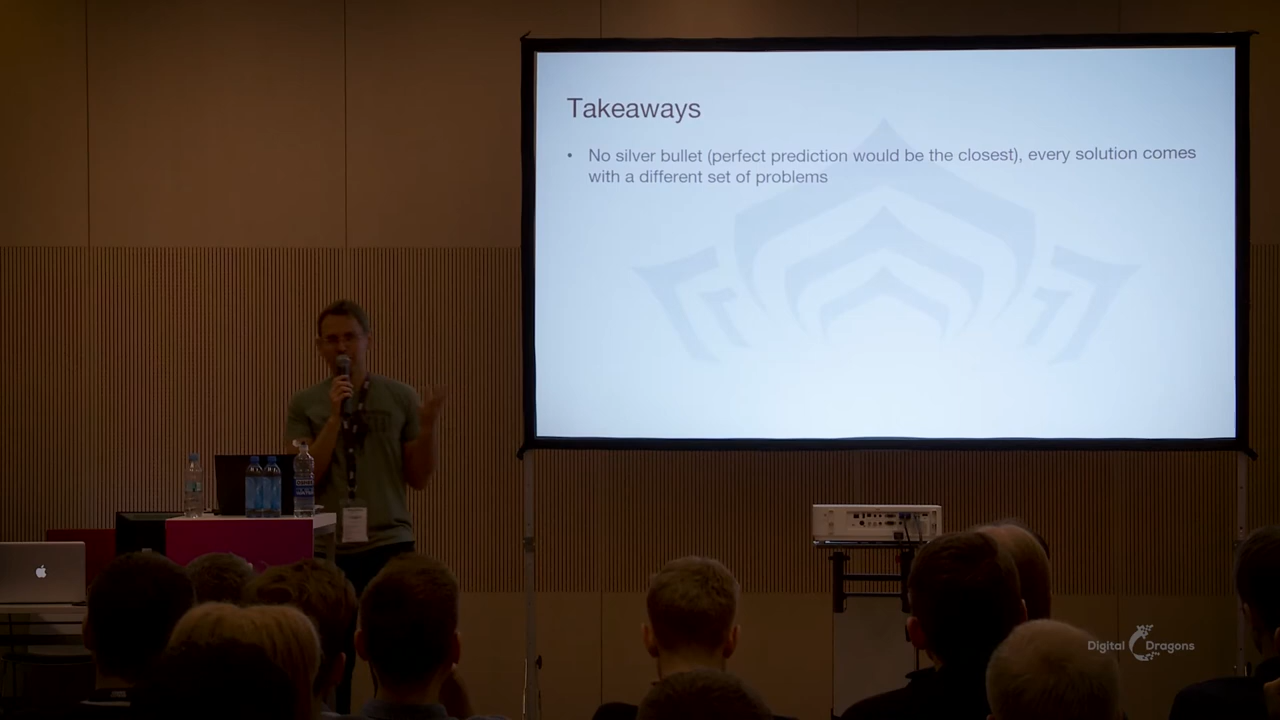 Takeaways
• No silver bullet (perfect prediction would be the closest), every solution comes
with a different set of problems
Digital Dragons